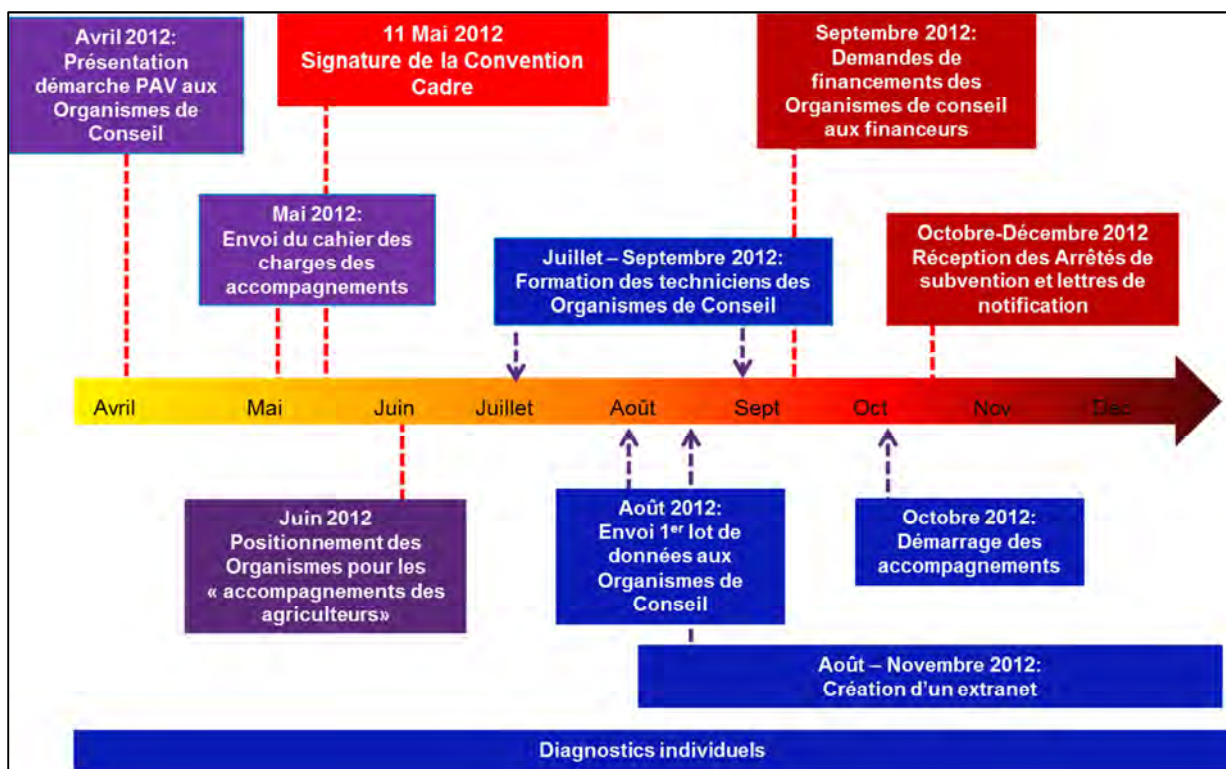 Avril 2012:
Présentation
démarche PAV aux
Organismes de
Conseil
11 Mai 2012
Signature de la Convention
Cadre
Septembre 2012:
Demandes de
financements des
Organismes de conseil
aux financeurs
Mai 2012:
Envoi du cahier des
charges des
accompagnements
Juillet – Septembre 2012:
Formation des techniciens des
Organismes de Conseil
Octobre-Décembre 2012
Réception des Arrêtés de
subvention et lettres de
notification
Avril Mai Juin Juillet Août Sept Oct Nov Dec
Juin 2012
Positionnement des
Organismes pour les
« accompagnements des
agriculteurs»
Août 2012:
Envoi 1er lot de
données aux
Organismes de
Conseil
Octobre 2012:
Démarrage des
accompagnements
Août – Novembre 2012:
Création d'un extranet
Diagnostics individuels